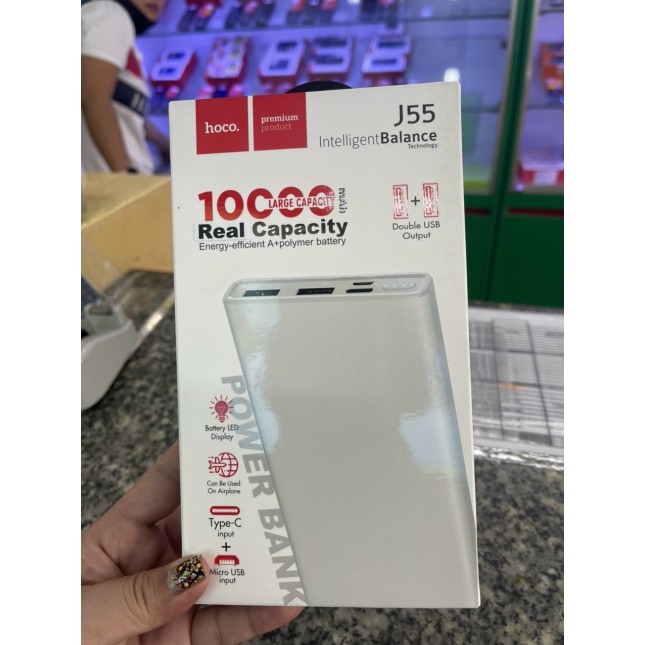 hoco.
premium
product
J55
IntelligentBalance
Technology
10000 mAh
LARGE CAPACITY
Real Capacity
Energy-efficient A+polymer battery
+
Double USB
Output
POWER BANK
Battery LED
Display
Can Be Used
On Airplane
Type-C
input
+
Micro USB
input